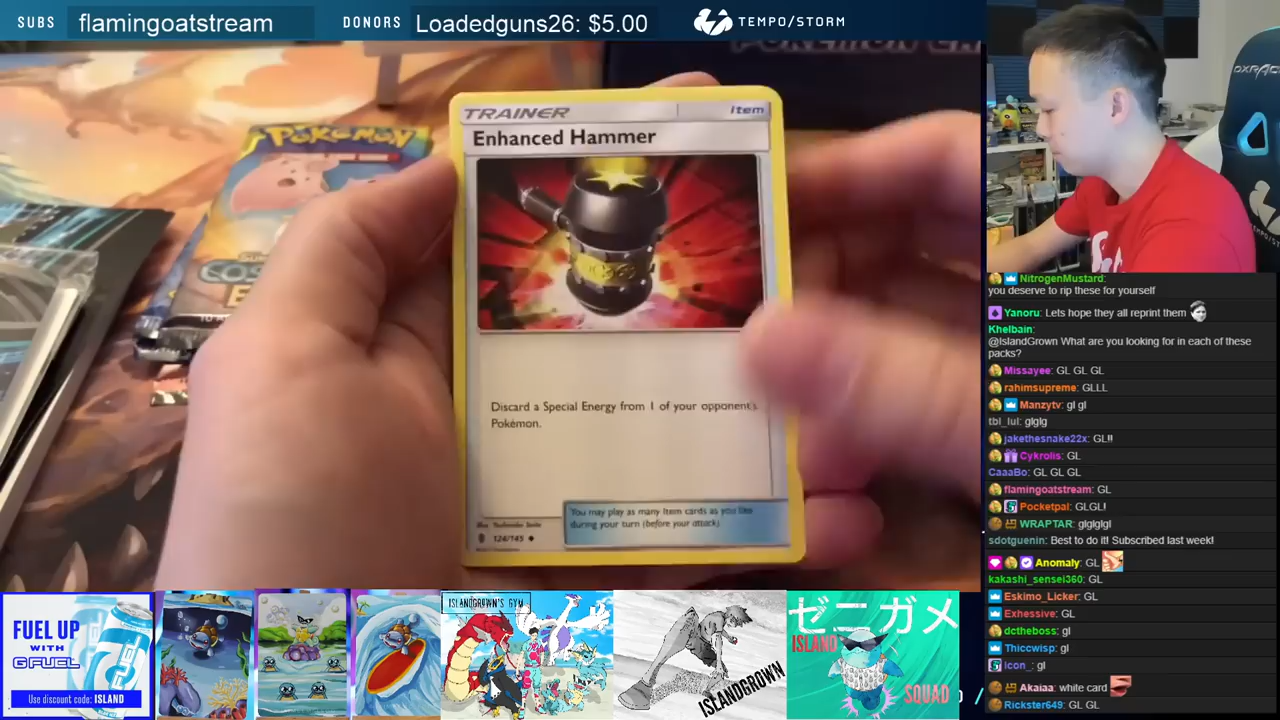 SUBS flamingoatstream DONORS Loadedguns26: $5.00 TEMPO/STORM
POKÉMON
TRAINER Item
Enhanced Hammer
Discard a Special Energy from 1 of your opponent's
Pokémon.
You may play as many Item cards as you like
during your turn (before your attack).
124/145
NitrogenMustard:
you deserve to rip these for yourself
Yanoru: Lets hope they all reprint them
Khelbain:
@IslandGrown What are you looking for in each of these
packs?
Missayee: GL GL GL
rahimsupreme: GLLL
Manzytv: gl gl
tbl_lul: glglg
jakethesnake22x: GL!!
Cykrolis: GL
CaaaBo: GL GL GL
flamingoatstream: GL
Pocketpal: GLGL!
WRAPTAR: glglglgl
sdotguenin: Best to do it! Subscribed last week!
Anomaly: GL
kakashi_sensei360: GL
Eskimo_Licker: GL
Exhessive: GL
dctheboss: gl
Thiccwisp: gl
Icon_: gl
Akaiaa: white card
Rickster649: GL GL
FUEL UP
WITH
GFUEL
Use discount code: ISLAND
ISLANDGROWN'S GYM
ISLANDGROWN
ゼニガメ
ISLAND
SQUAD